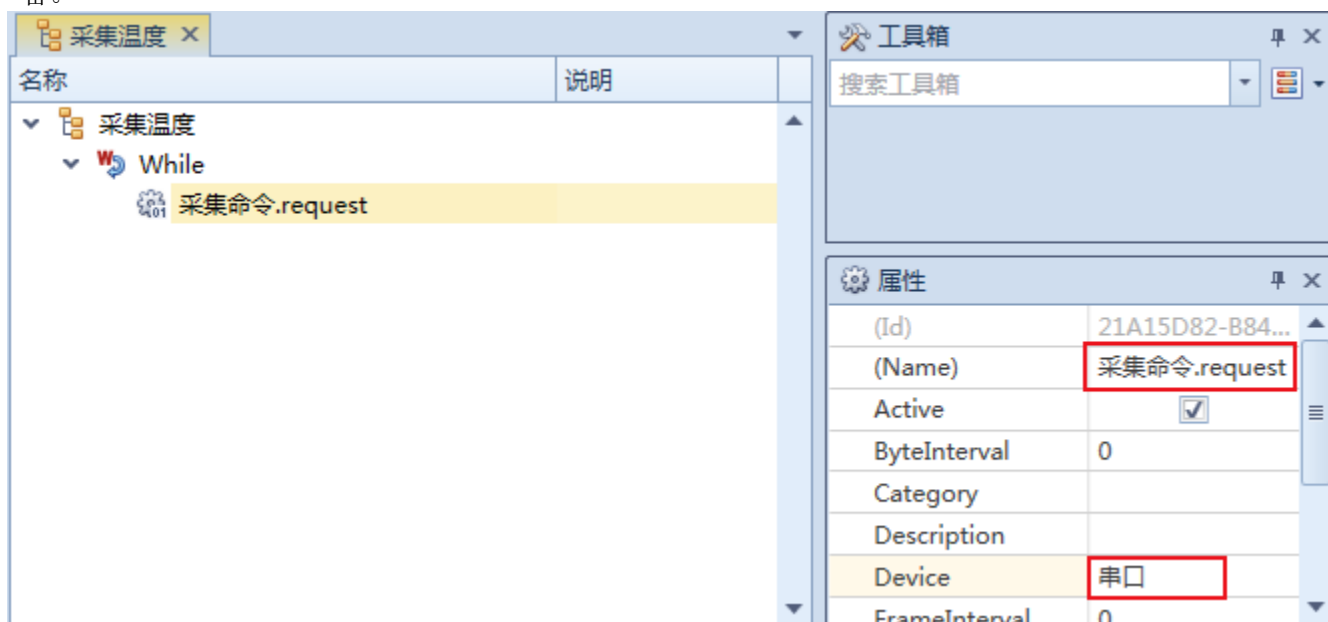 采集温度
名称 说明
采集温度
While
采集命令.request
工具箱
搜索工具箱
属性
(Id) 21A15D82-B84...
(Name) 采集命令.request
Active
ByteInterval 0
Category
Description
Device 串口
FrameInterval 0